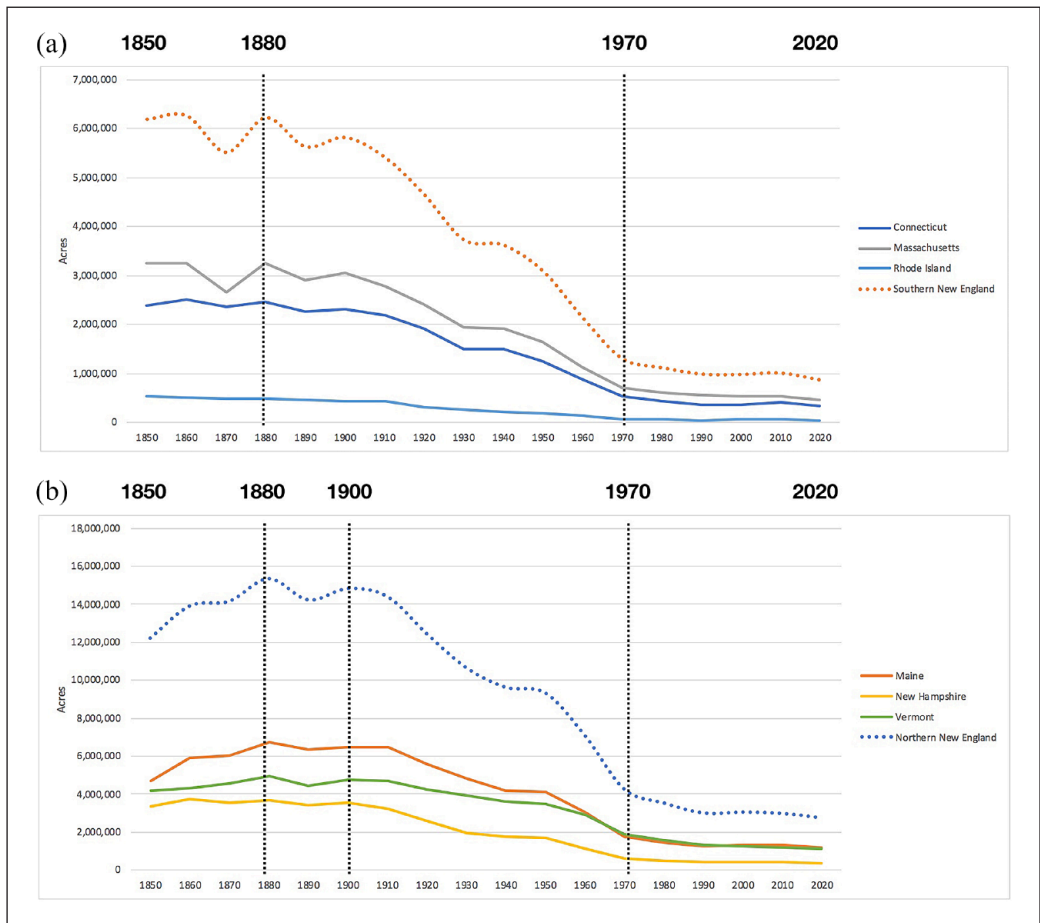 (a)
1850 1880 1970 2020
7,000,000
6,000,000
5,000,000
4,000,000
3,000,000
2,000,000
1,000,000
0
Acres
1850 1860 1870 1880 1890 1900 1910 1920 1930 1940 1950 1960 1970 1980 1990 2000 2010 2020
Connecticut
Massachusetts
Rhode Island
Southern New England
(b)
1850 1880 1900 1970 2020
18,000,000
16,000,000
14,000,000
12,000,000
10,000,000
8,000,000
6,000,000
4,000,000
2,000,000
0
Acres
1850 1860 1870 1880 1890 1900 1910 1920 1930 1940 1950 1960 1970 1980 1990 2000 2010 2020
Maine
New Hampshire
Vermont
Northern New England